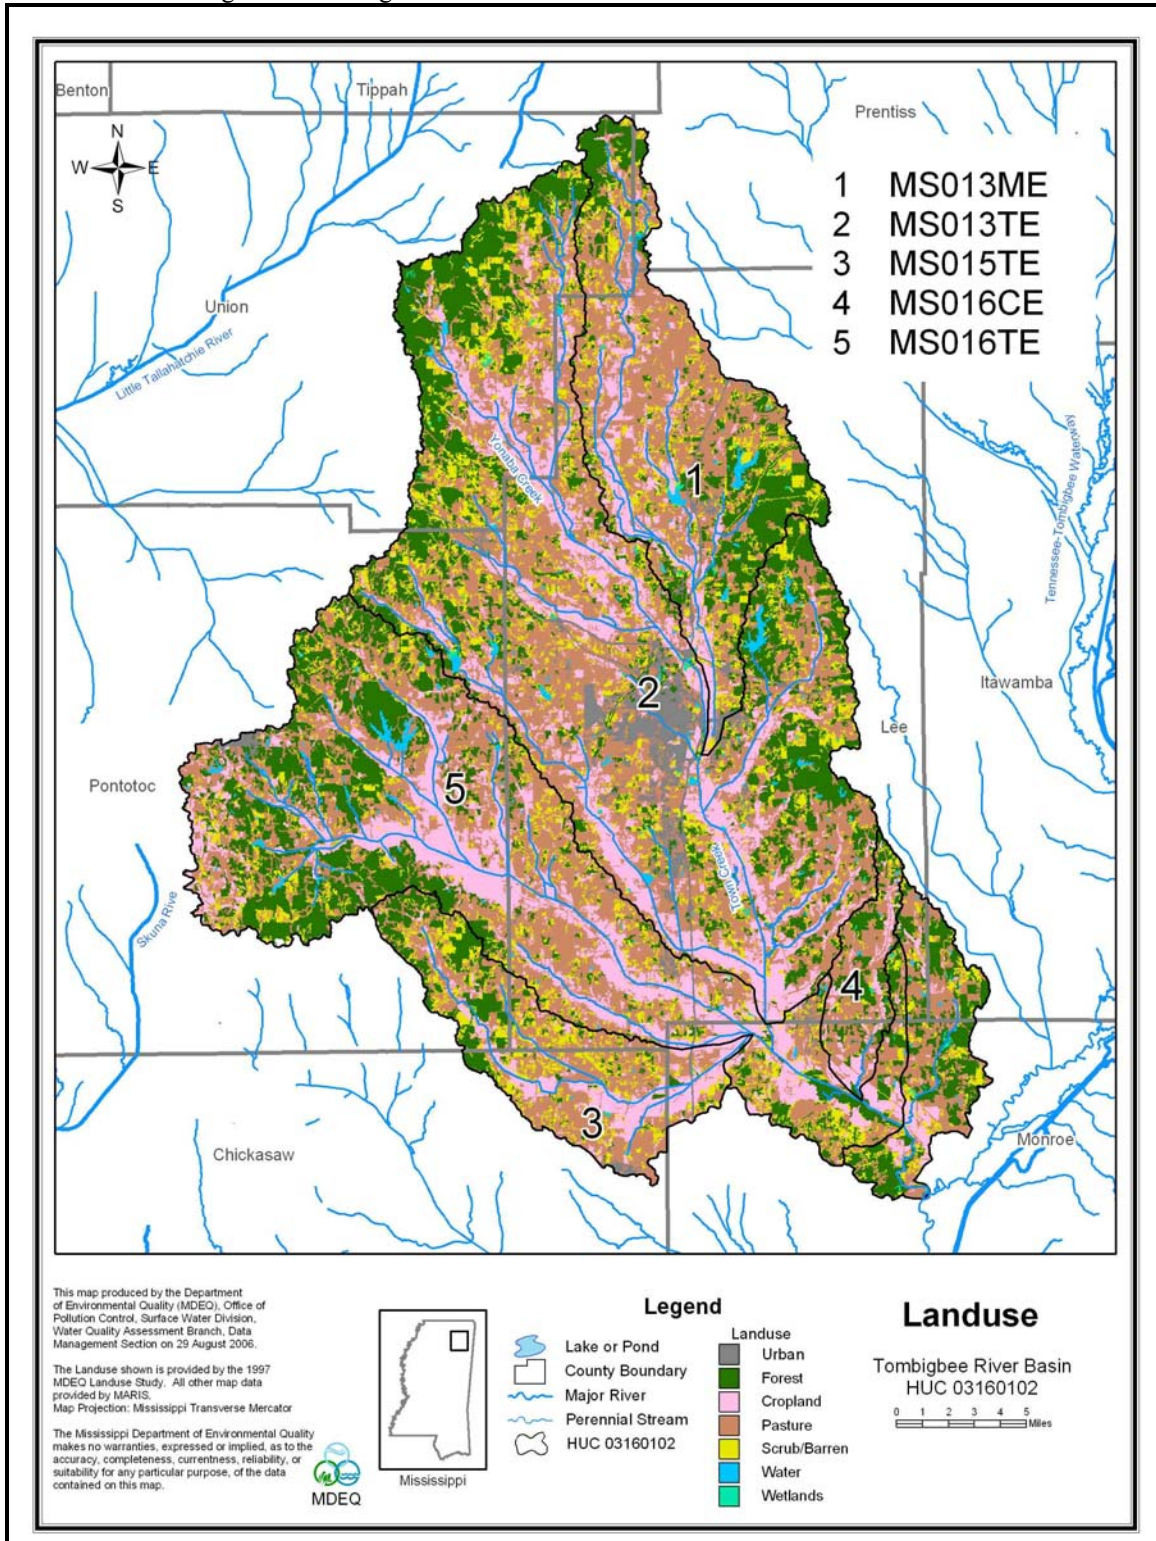 Benton
Tippah
Prentiss
N
W
E
S
1 MS013ME
2 MS013TE
3 MS015TE
4 MS016CE
5 MS016TE
Union
Little Tallahatchie River
Yonaba Creek
1
Tennessee-Tombigbee Waterway
2
Itawamba
Lee
Pontotoc
5
Town Creek
Skuna Rive
4
3
Chickasaw
Monroe
This map produced by the Department
of Environmental Quality (MDEQ), Office of
Pollution Control, Surface Water Division,
Water Quality Assessment Branch, Data
Management Section on 29 August 2006.
The Landuse shown is provided by the 1997
MDEQ Landuse Study. All other map data
provided by MARIS.
Map Projection: Mississippi Transverse Mercator
The Mississippi Department of Environmental Quality
makes no warranties, expressed or implied, as to the
accuracy, completeness, currentness, reliability, or
suitability for any particular purpose, of the data
contained on this map.
MDEQ
Mississippi
Legend
Lake or Pond
County Boundary
Major River
Perennial Stream
HUC 03160102
Landuse
Urban
Forest
Cropland
Pasture
Scrub/Barren
Water
Wetlands
Landuse
Tombigbee River Basin
HUC 03160102
0 1 2 3 4 5
Miles